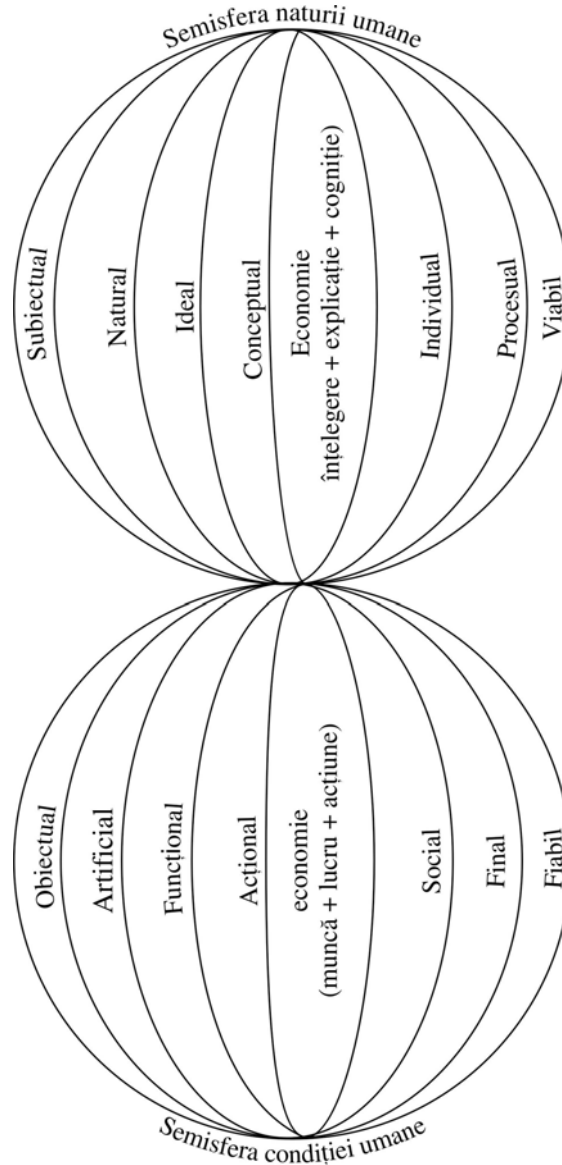 Semisfera naturii umane
Subiectual
Natural
Ideal
Conceptual
Economie
înțelegere + explicație + cogniție)
Individual
Procesual
Viabil
Obiectual
Artificial
Funcțional
Acțional
economie
(muncă + lucru + acțiune)
Social
Final
Fiabil
Semisfera condiției umane